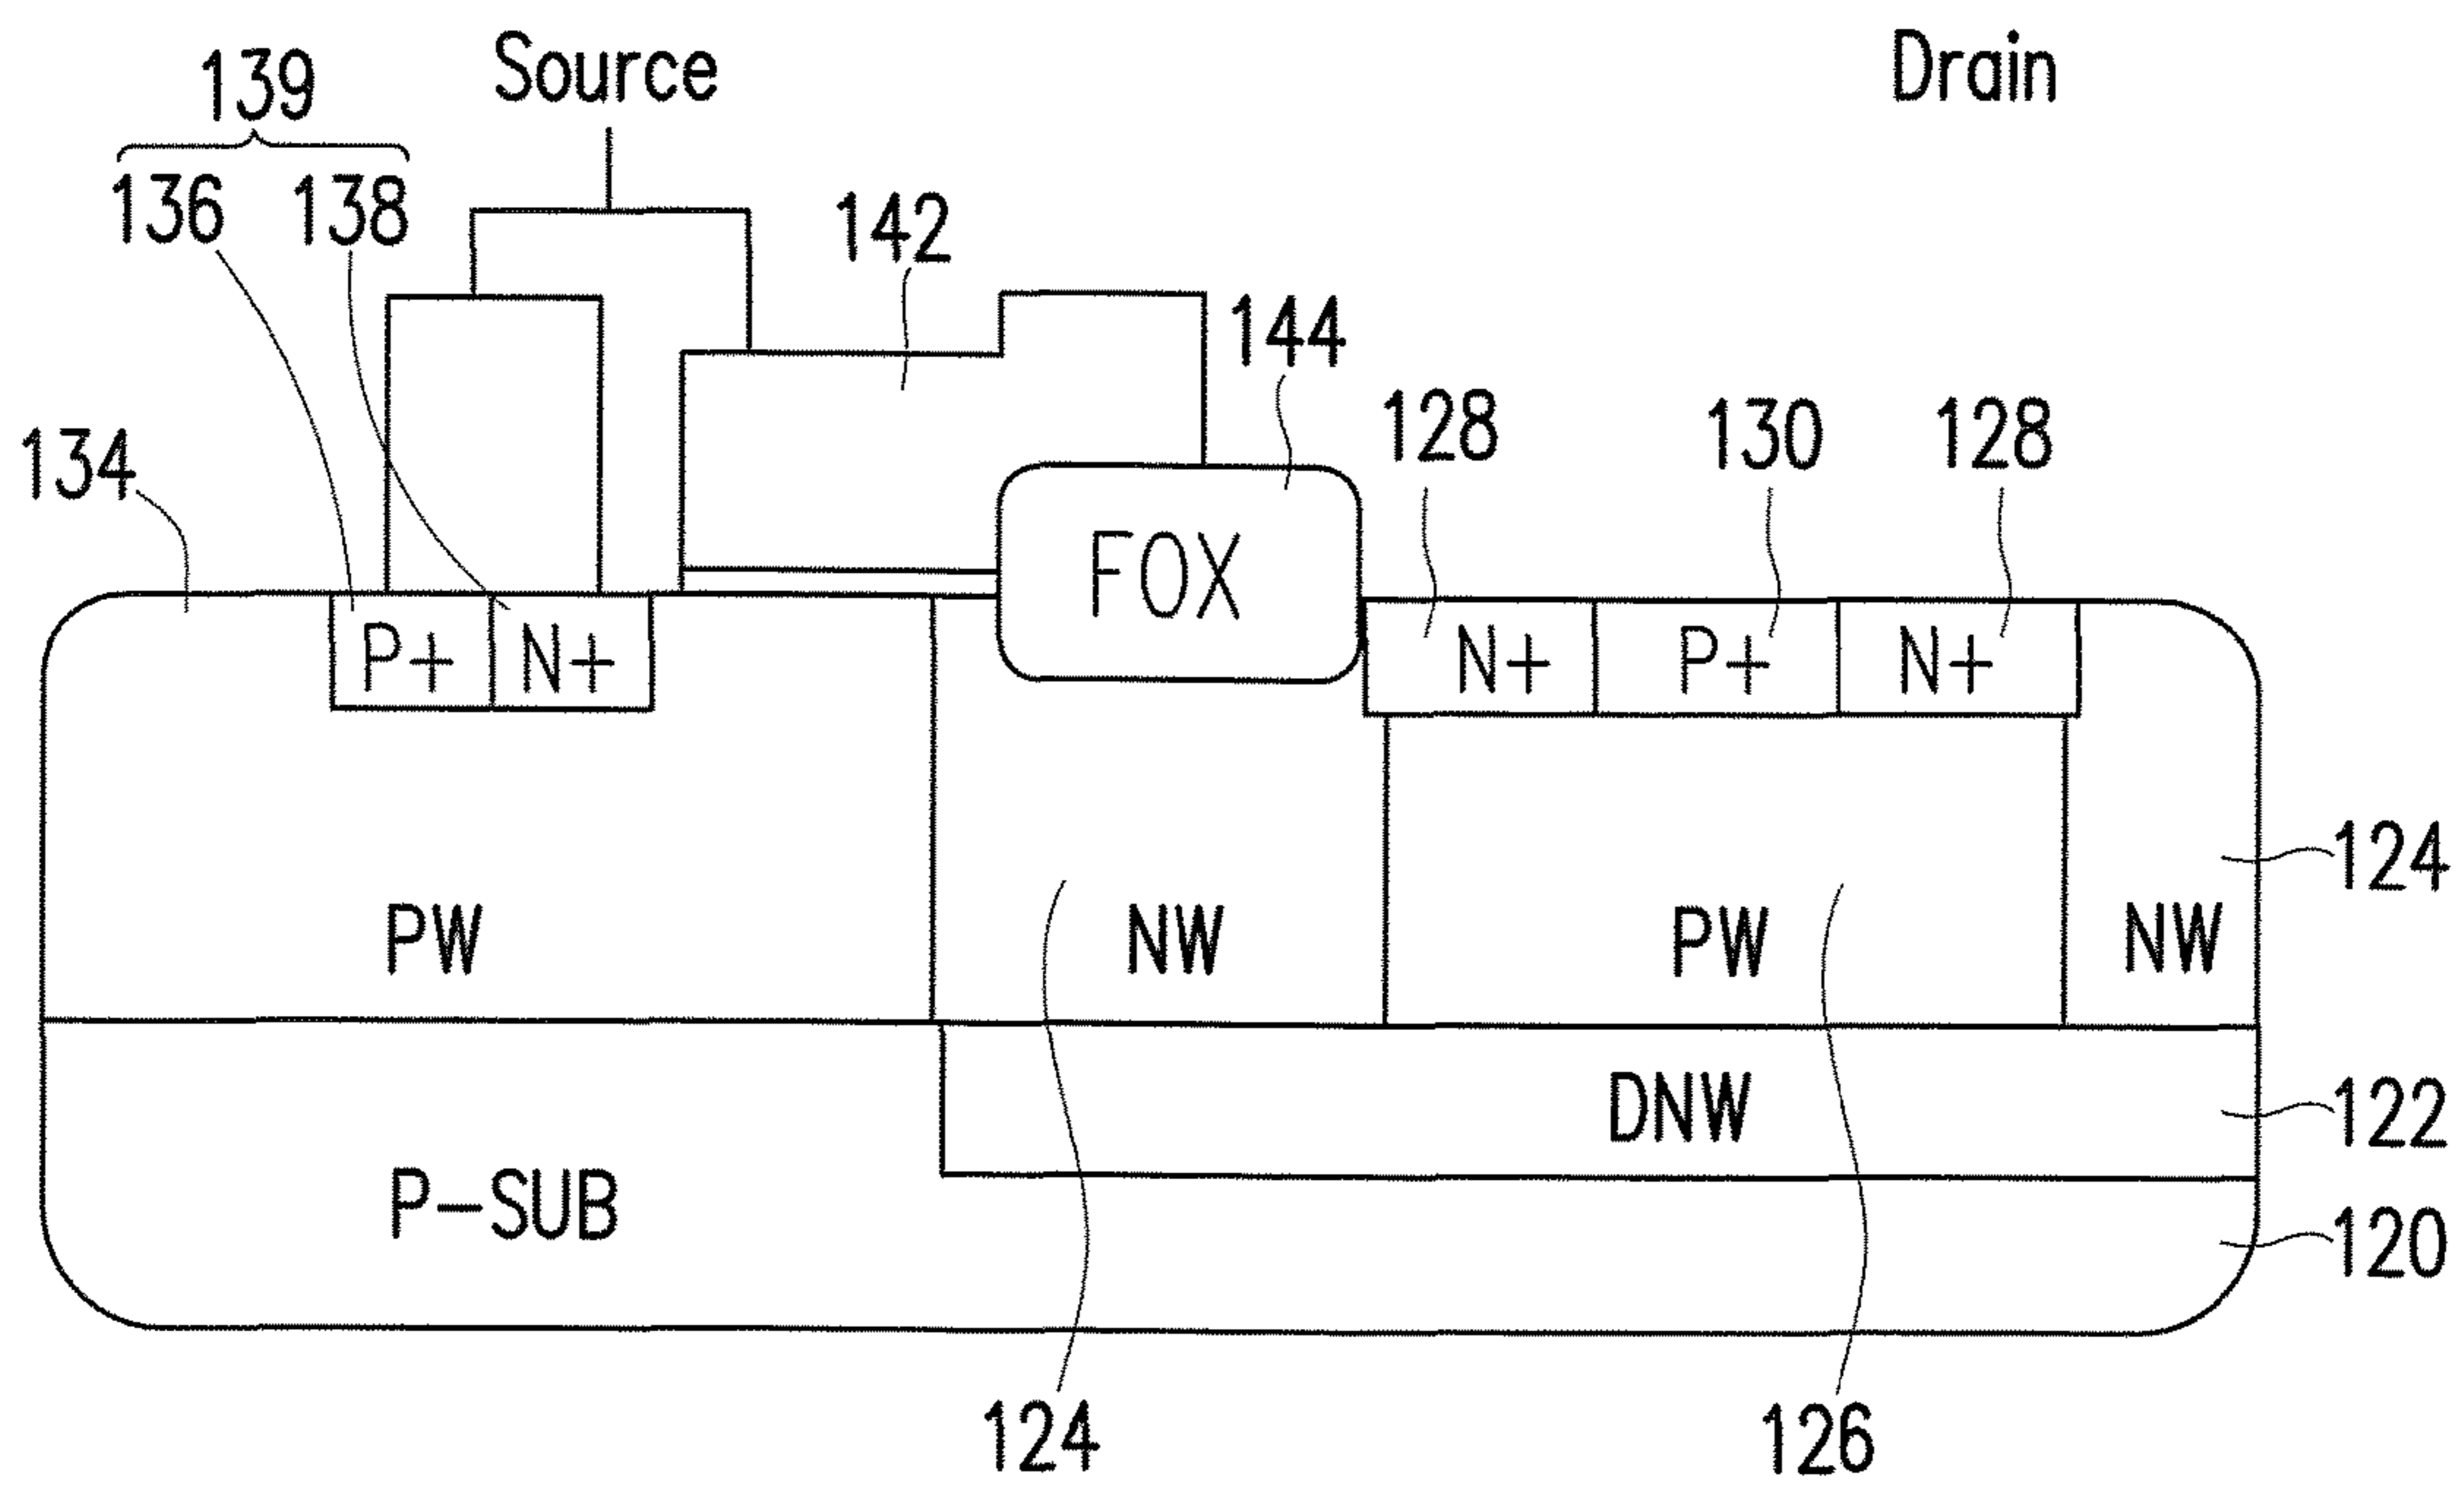 Source Drain
139
136 138 142
144
128 130 128
134
FOX
P+ N+ N+ P+ N+
124
PW NW PW NW
DNW 122
P-SUB 120
124 126